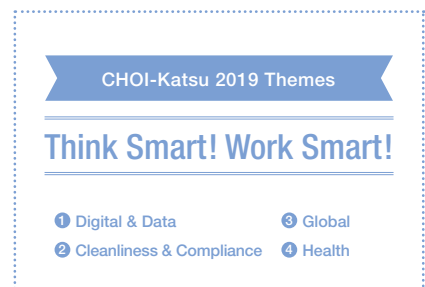 CHOI-Katsu 2019 Themes
Think Smart! Work Smart!
❶ Digital & Data
❷ Cleanliness & Compliance
❸ Global
❹ Health